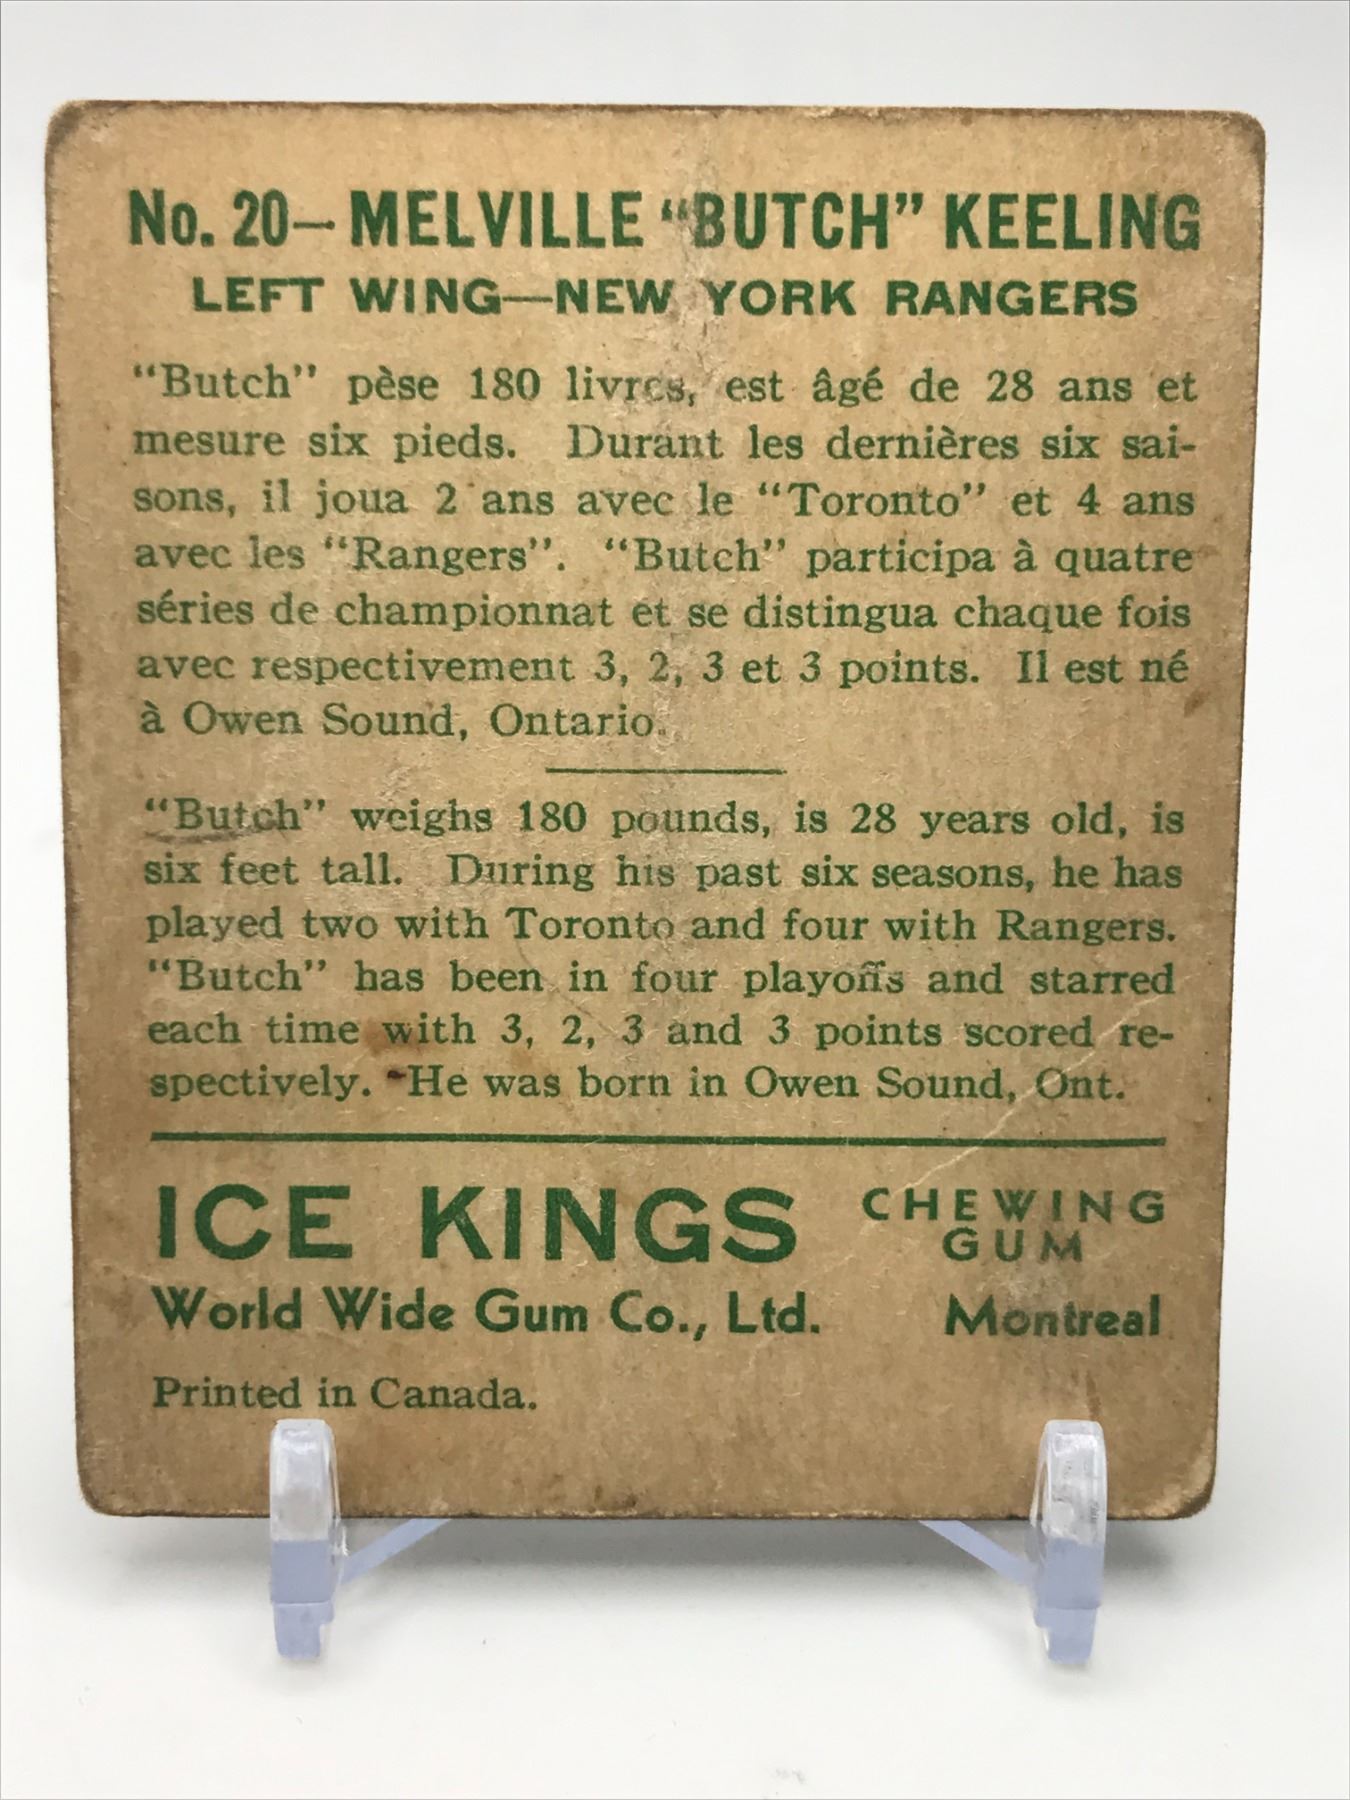 No. 20—MELVILLE "BUTCH" KEELING
LEFT WING—NEW YORK RANGERS
"Butch" pèse 180 livres, est âgé de 28 ans et
mesure six pieds. Durant les dernières six sai-
sons, il joua 2 ans avec le "Toronto" et 4 ans
avec les "Rangers". "Butch" participa à quatre
séries de championnat et se distingua chaque fois
avec respectivement 3, 2, 3 et 3 points. Il est né
à Owen Sound, Ontario.
"Butch" weighs 180 pounds, is 28 years old, is
six feet tall. During his past six seasons, he has
played two with Toronto and four with Rangers.
"Butch" has been in four playoffs and starred
each time with 3, 2, 3 and 3 points scored re-
spectively. He was born in Owen Sound, Ont.
ICE KINGS CHEWING
GUM
World Wide Gum Co., Ltd. Montreal
Printed in Canada.